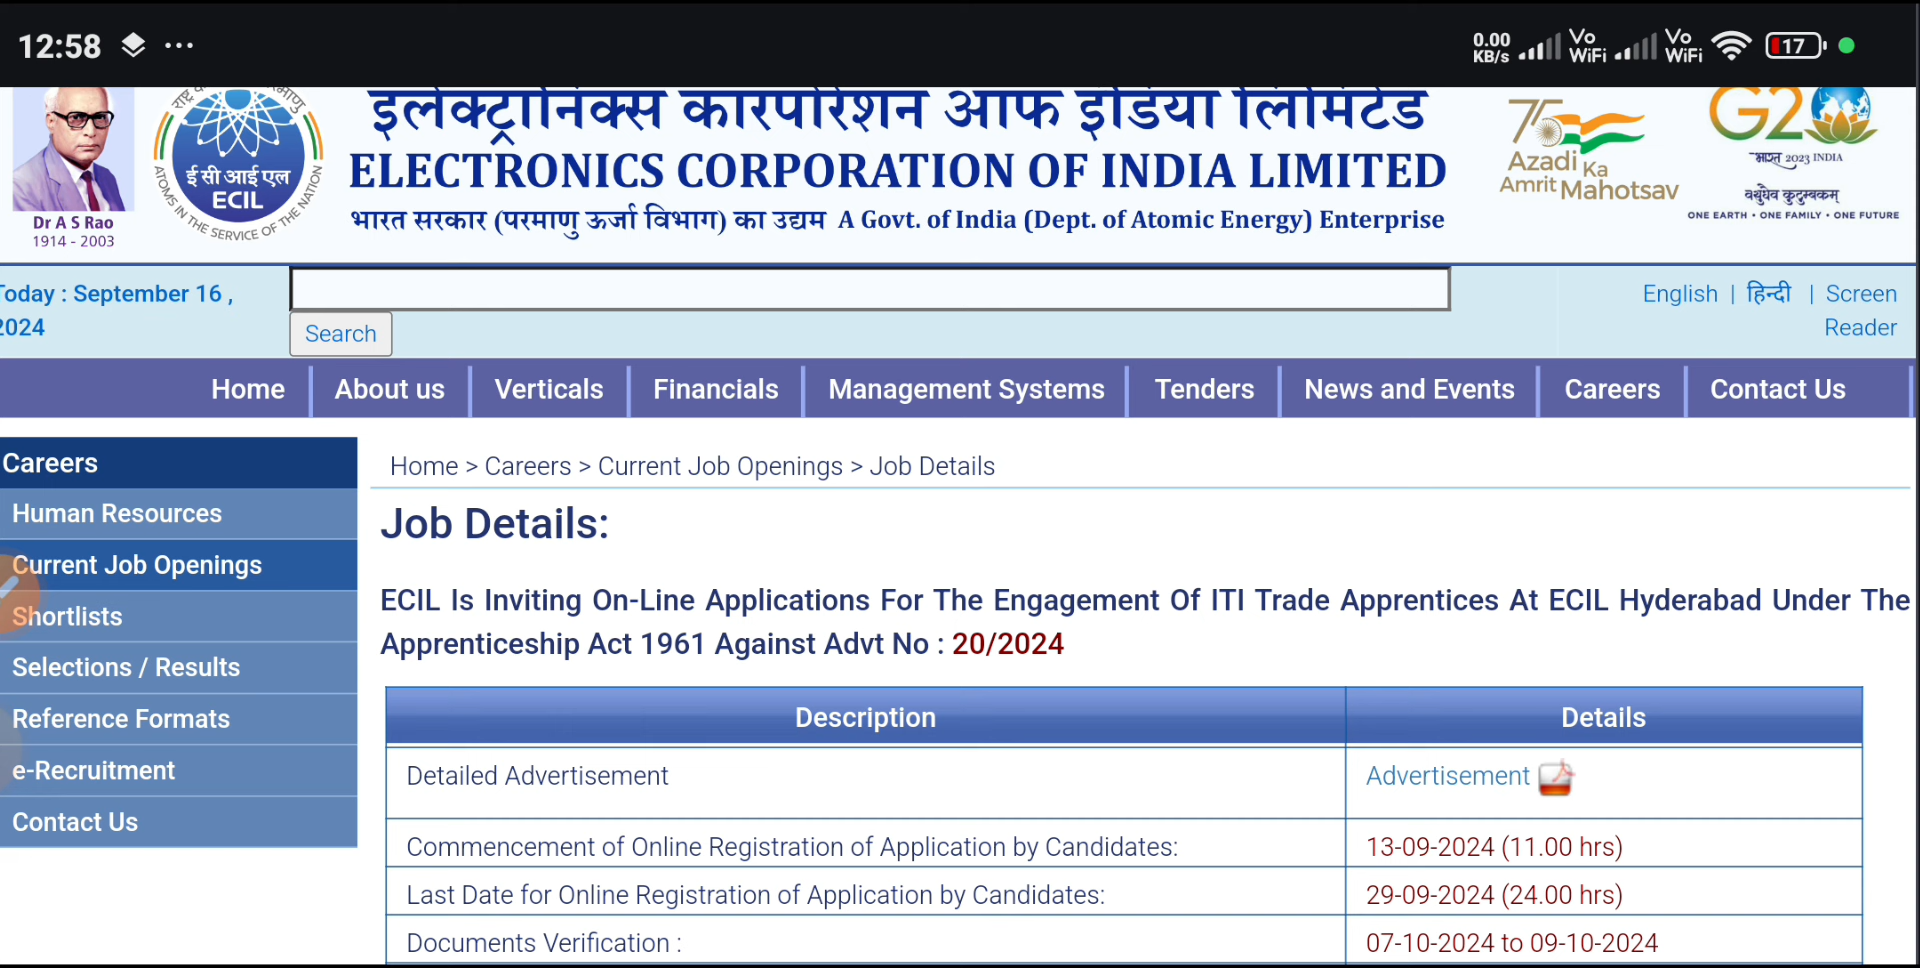 12:58
0.00 KB/s
Vo WiFi
Vo WiFi
17
इलेक्ट्रॉनिक्स कारपोरेशन आफ इंडिया लिमिटेड
ELECTRONICS CORPORATION OF INDIA LIMITED
भारत सरकार (परमाणु ऊर्जा विभाग) का उद्यम A Govt. of India (Dept. of Atomic Energy) Enterprise
Dr A S Rao
1914 - 2003
ई सी आई एल
ECIL
ATOMS IN THE SERVICE OF THE NATION
75
Azadi Ka
Amrit Mahotsav
G20
भारत 2023 INDIA
वसुधैव कुटुम्बकम्
ONE EARTH • ONE FAMILY • ONE FUTURE
Today : September 16 ,
2024
Search
English | हिन्दी | Screen
Reader
Home About us Verticals Financials Management Systems Tenders News and Events Careers Contact Us
Careers
Human Resources
Current Job Openings
Shortlists
Selections / Results
Reference Formats
e-Recruitment
Contact Us
Home > Careers > Current Job Openings > Job Details
Job Details:
ECIL Is Inviting On-Line Applications For The Engagement Of ITI Trade Apprentices At ECIL Hyderabad Under The
Apprenticeship Act 1961 Against Advt No : 20/2024
Description Details
Detailed Advertisement Advertisement
Commencement of Online Registration of Application by Candidates: 13-09-2024 (11.00 hrs)
Last Date for Online Registration of Application by Candidates: 29-09-2024 (24.00 hrs)
Documents Verification : 07-10-2024 to 09-10-2024